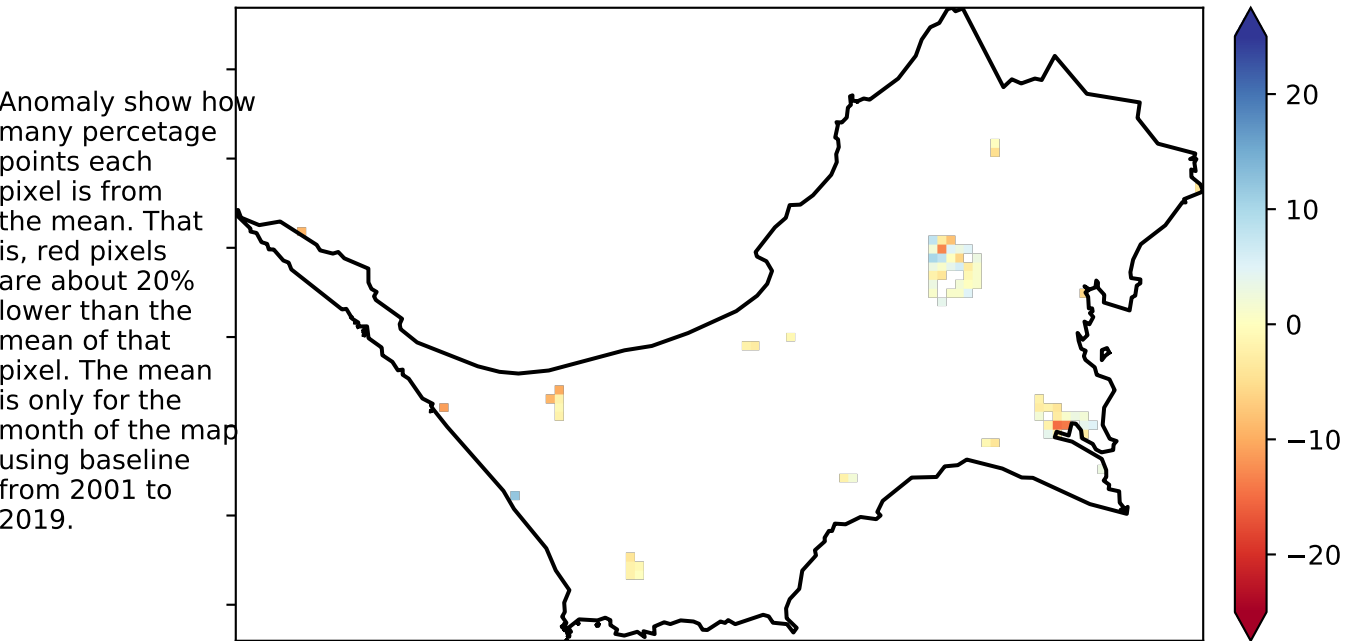 Anomaly show how
many percetage
points each
pixel is from
the mean. That
is, red pixels
are about 20%
lower than the
mean of that
pixel. The mean
is only for the
month of the map
using baseline
from 2001 to
2019.
20
10
0
−10
−20